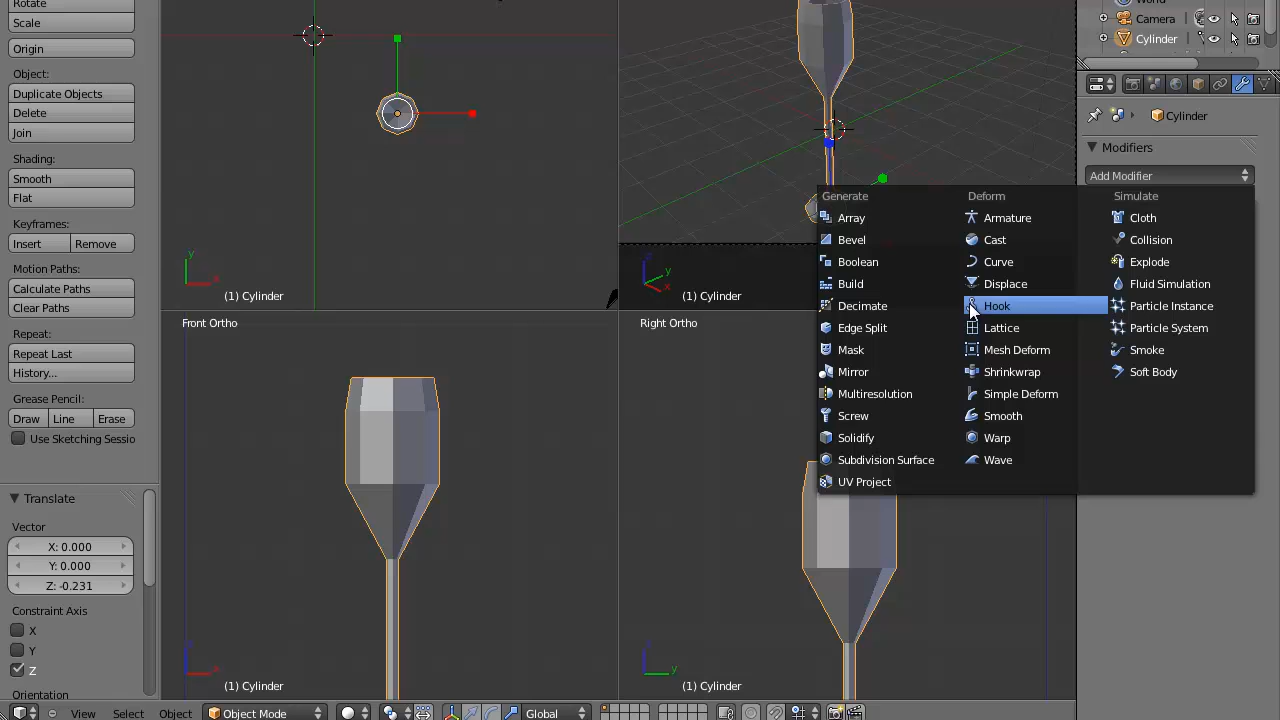 Rotate
Scale
Origin
Object:
Duplicate Objects
Delete
Join
Shading:
Smooth
Flat
Keyframes:
Insert Remove
Motion Paths:
Calculate Paths
Clear Paths
Repeat:
Repeat Last
History...
Grease Pencil:
Draw Line Erase
Use Sketching Sessio
Translate
Vector
X: 0.000
Y: 0.000
Z: -0.231
Constraint Axis
X
Y
Z
Orientation
y
x
(1) Cylinder
z
y
x
(1) Cylinder
Front Ortho
z
x
(1) Cylinder
Right Ortho
z
y
(1) Cylinder
View Select Object Object Mode Global
World
Camera
Cylinder
Cylinder
Modifiers
Add Modifier
Generate
Array
Bevel
Boolean
Build
Decimate
Edge Split
Mask
Mirror
Multiresolution
Screw
Solidify
Subdivision Surface
UV Project
Deform
Armature
Cast
Curve
Displace
Hook
Lattice
Mesh Deform
Shrinkwrap
Simple Deform
Smooth
Warp
Wave
Simulate
Cloth
Collision
Explode
Fluid Simulation
Particle Instance
Particle System
Smoke
Soft Body